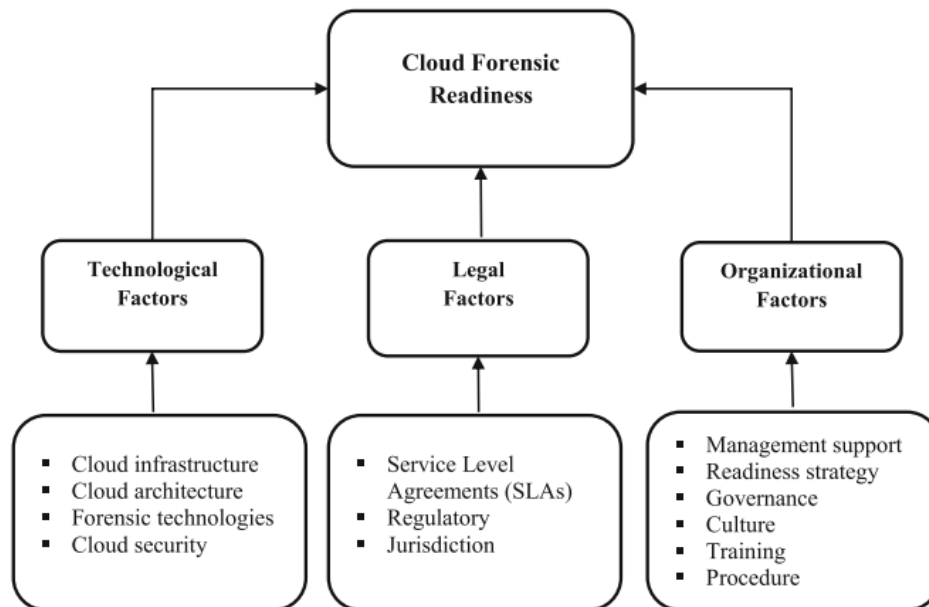 Cloud Forensic
Readiness
Technological
Factors
Legal
Factors
Organizational
Factors
▪ Cloud infrastructure
▪ Cloud architecture
▪ Forensic technologies
▪ Cloud security
▪ Service Level
Agreements (SLAs)
▪ Regulatory
▪ Jurisdiction
▪ Management support
▪ Readiness strategy
▪ Governance
▪ Culture
▪ Training
▪ Procedure